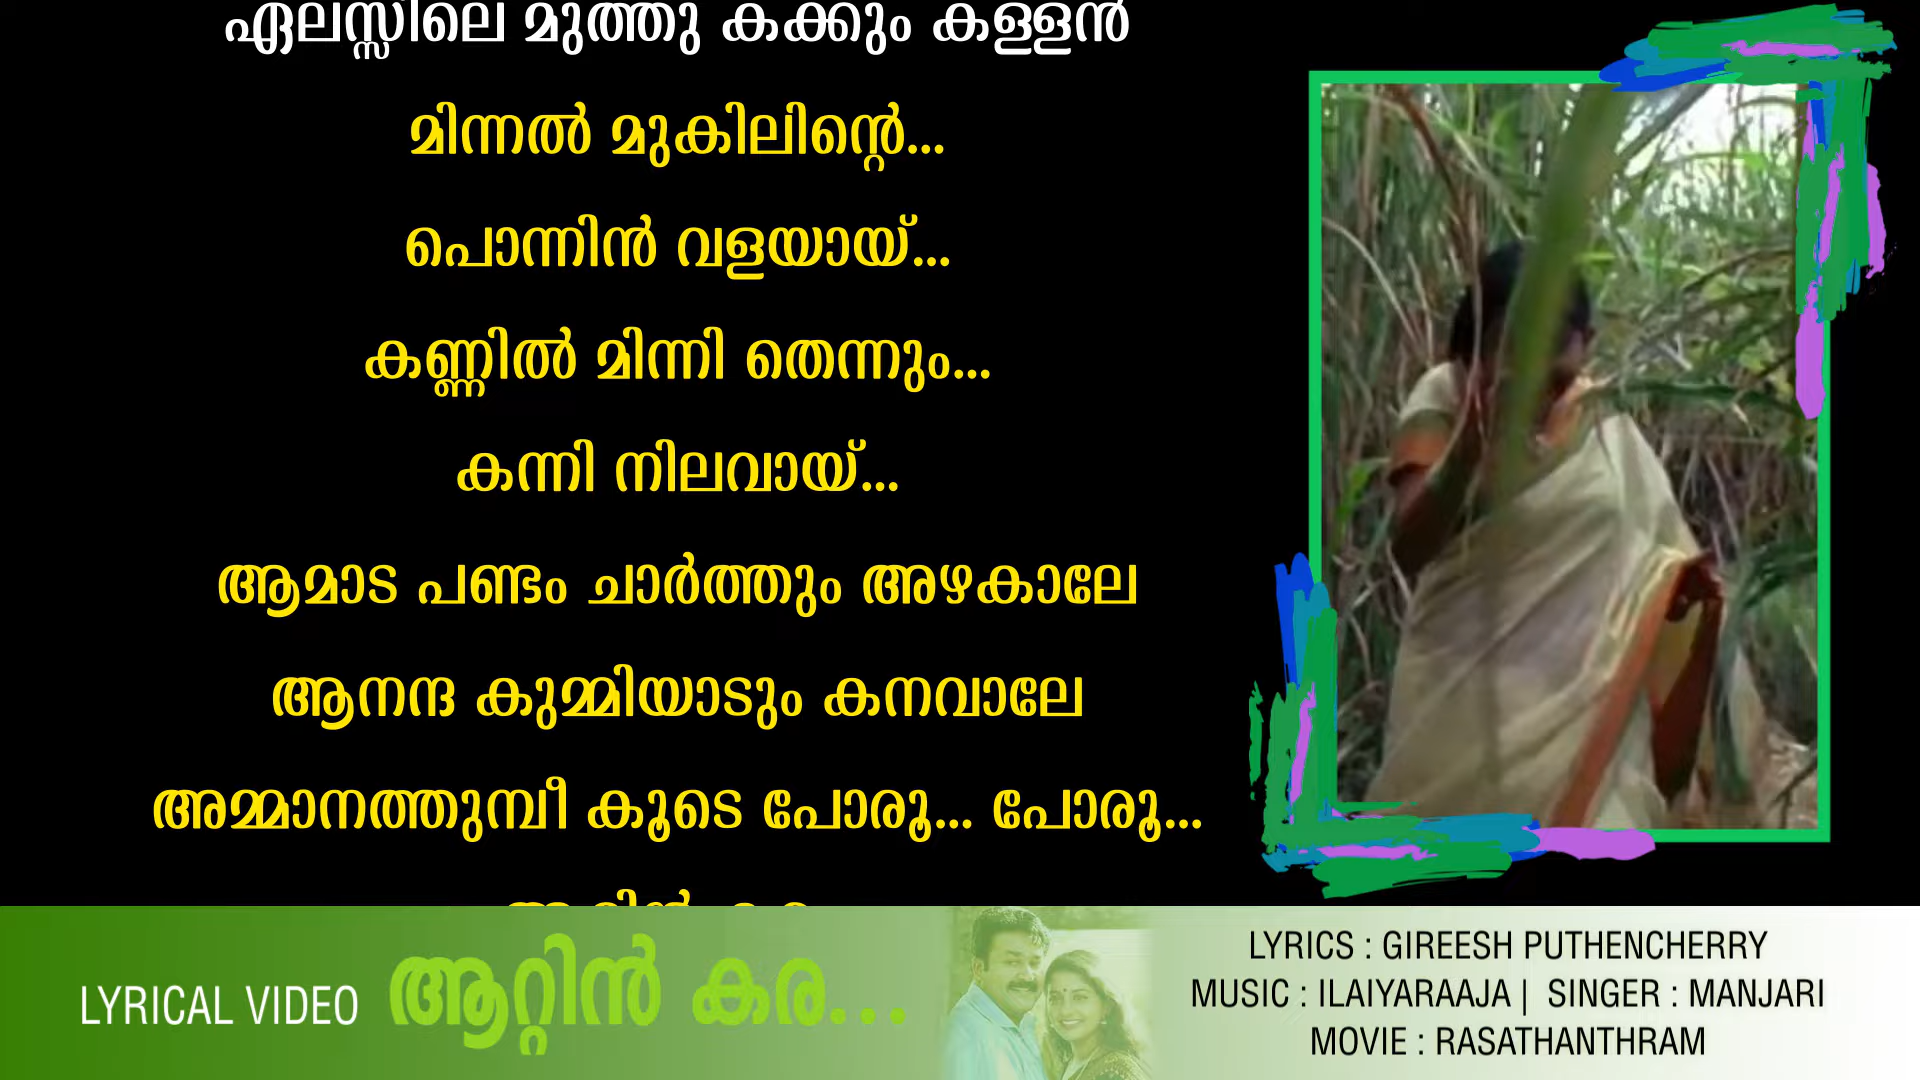 ഏലസ്സിലെ മുത്തു കക്കും കള്ളൻ
മിന്നൽ മുകിലിന്റെ...
പൊന്നിൻ വളയായ്...
കണ്ണിൽ മിന്നി തെന്നും...
കന്നി നിലവായ്...
ആമാട പണ്ടം ചാർത്തും അഴകാലേ
ആനന്ദ കുമ്മിയാടും കനവാലേ
അമ്മാനത്തുമ്പീ കൂടെ പോരൂ... പോരൂ...
LYRICAL VIDEO ആറ്റിൻ കര...
LYRICS : GIREESH PUTHENCHERRY
MUSIC : ILAIYARAAJA | SINGER : MANJARI
MOVIE : RASATHANTHRAM